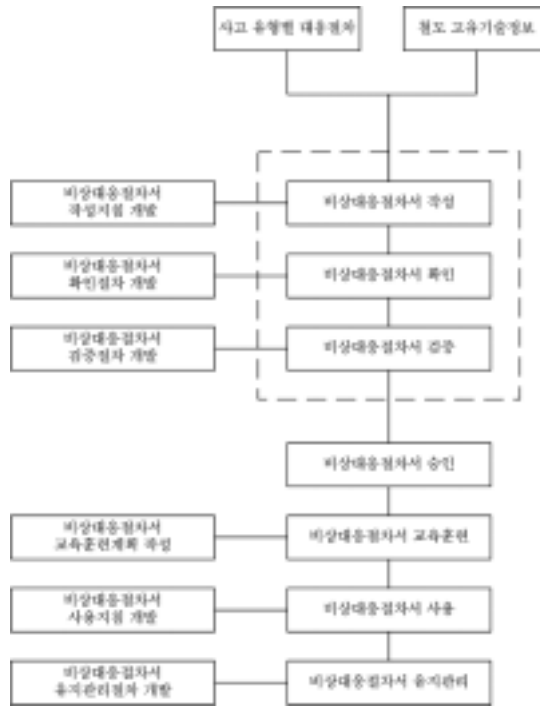 사고 유형별 대응절차
철도 고유기술정보
비상대응절차서
작성지침 개발
비상대응절차서 작성
비상대응절차서
확인절차 개발
비상대응절차서 확인
비상대응절차서
검증절차 개발
비상대응절차서 검증
비상대응절차서 승인
비상대응절차서
교육훈련계획 작성
비상대응절차서 교육훈련
비상대응절차서
사용지침 개발
비상대응절차서 사용
비상대응절차서
유지관리절차 개발
비상대응절차서 유지관리